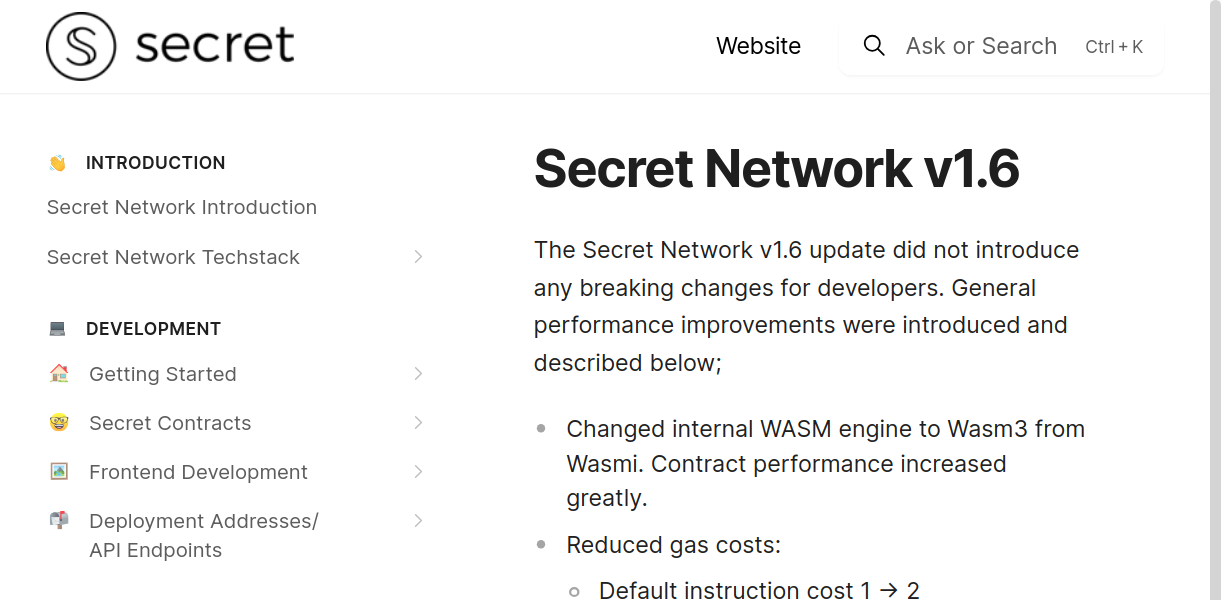 secret
Website
Ask or Search
Ctrl + K
👋 INTRODUCTION
Secret Network Introduction
Secret Network Techstack
💻 DEVELOPMENT
🏠 Getting Started
🤓 Secret Contracts
🖼️ Frontend Development
📬 Deployment Addresses/
API Endpoints
Secret Network v1.6
The Secret Network v1.6 update did not introduce
any breaking changes for developers. General
performance improvements were introduced and
described below;
Changed internal WASM engine to Wasm3 from
Wasmi. Contract performance increased
greatly.
Reduced gas costs:
Default instruction cost 1 → 2